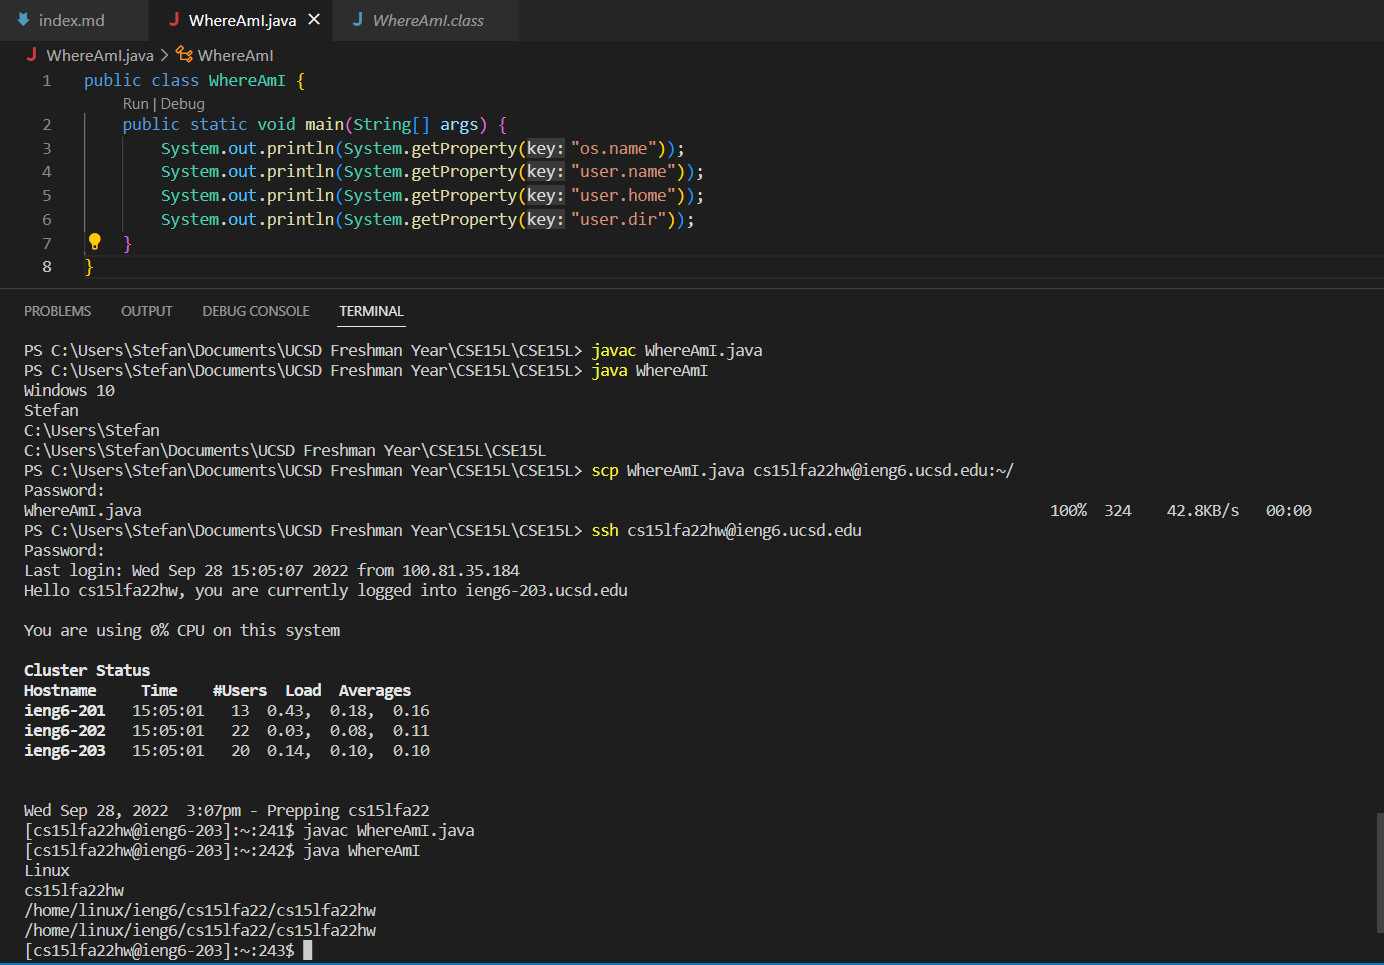 index.md J WhereAmI.java × J WhereAmI.class
J WhereAmI.java > WhereAmI
1 public class WhereAmI {
Run | Debug
2 public static void main(String[] args) {
3 System.out.println(System.getProperty(key: "os.name"));
4 System.out.println(System.getProperty(key: "user.name"));
5 System.out.println(System.getProperty(key: "user.home"));
6 System.out.println(System.getProperty(key: "user.dir"));
7 }
8 }
PROBLEMS OUTPUT DEBUG CONSOLE TERMINAL
PS C:\Users\Stefan\Documents\UCSD Freshman Year\CSE15L\CSE15L> javac WhereAmI.java
PS C:\Users\Stefan\Documents\UCSD Freshman Year\CSE15L\CSE15L> java WhereAmI
Windows 10
Stefan
C:\Users\Stefan
C:\Users\Stefan\Documents\UCSD Freshman Year\CSE15L\CSE15L
PS C:\Users\Stefan\Documents\UCSD Freshman Year\CSE15L\CSE15L> scp WhereAmI.java cs15lfa22hw@ieng6.ucsd.edu:~/
Password:
WhereAmI.java 100% 324 42.8KB/s 00:00
PS C:\Users\Stefan\Documents\UCSD Freshman Year\CSE15L\CSE15L> ssh cs15lfa22hw@ieng6.ucsd.edu
Password:
Last login: Wed Sep 28 15:05:07 2022 from 100.81.35.184
Hello cs15lfa22hw, you are currently logged into ieng6-203.ucsd.edu
You are using 0% CPU on this system
Cluster Status
Hostname Time #Users Load Averages
ieng6-201 15:05:01 13 0.43, 0.18, 0.16
ieng6-202 15:05:01 22 0.03, 0.08, 0.11
ieng6-203 15:05:01 20 0.14, 0.10, 0.10
Wed Sep 28, 2022 3:07pm - Prepping cs15lfa22
[cs15lfa22hw@ieng6-203]:~:241$ javac WhereAmI.java
[cs15lfa22hw@ieng6-203]:~:242$ java WhereAmI
Linux
cs15lfa22hw
/home/linux/ieng6/cs15lfa22/cs15lfa22hw
/home/linux/ieng6/cs15lfa22/cs15lfa22hw
[cs15lfa22hw@ieng6-203]:~:243$